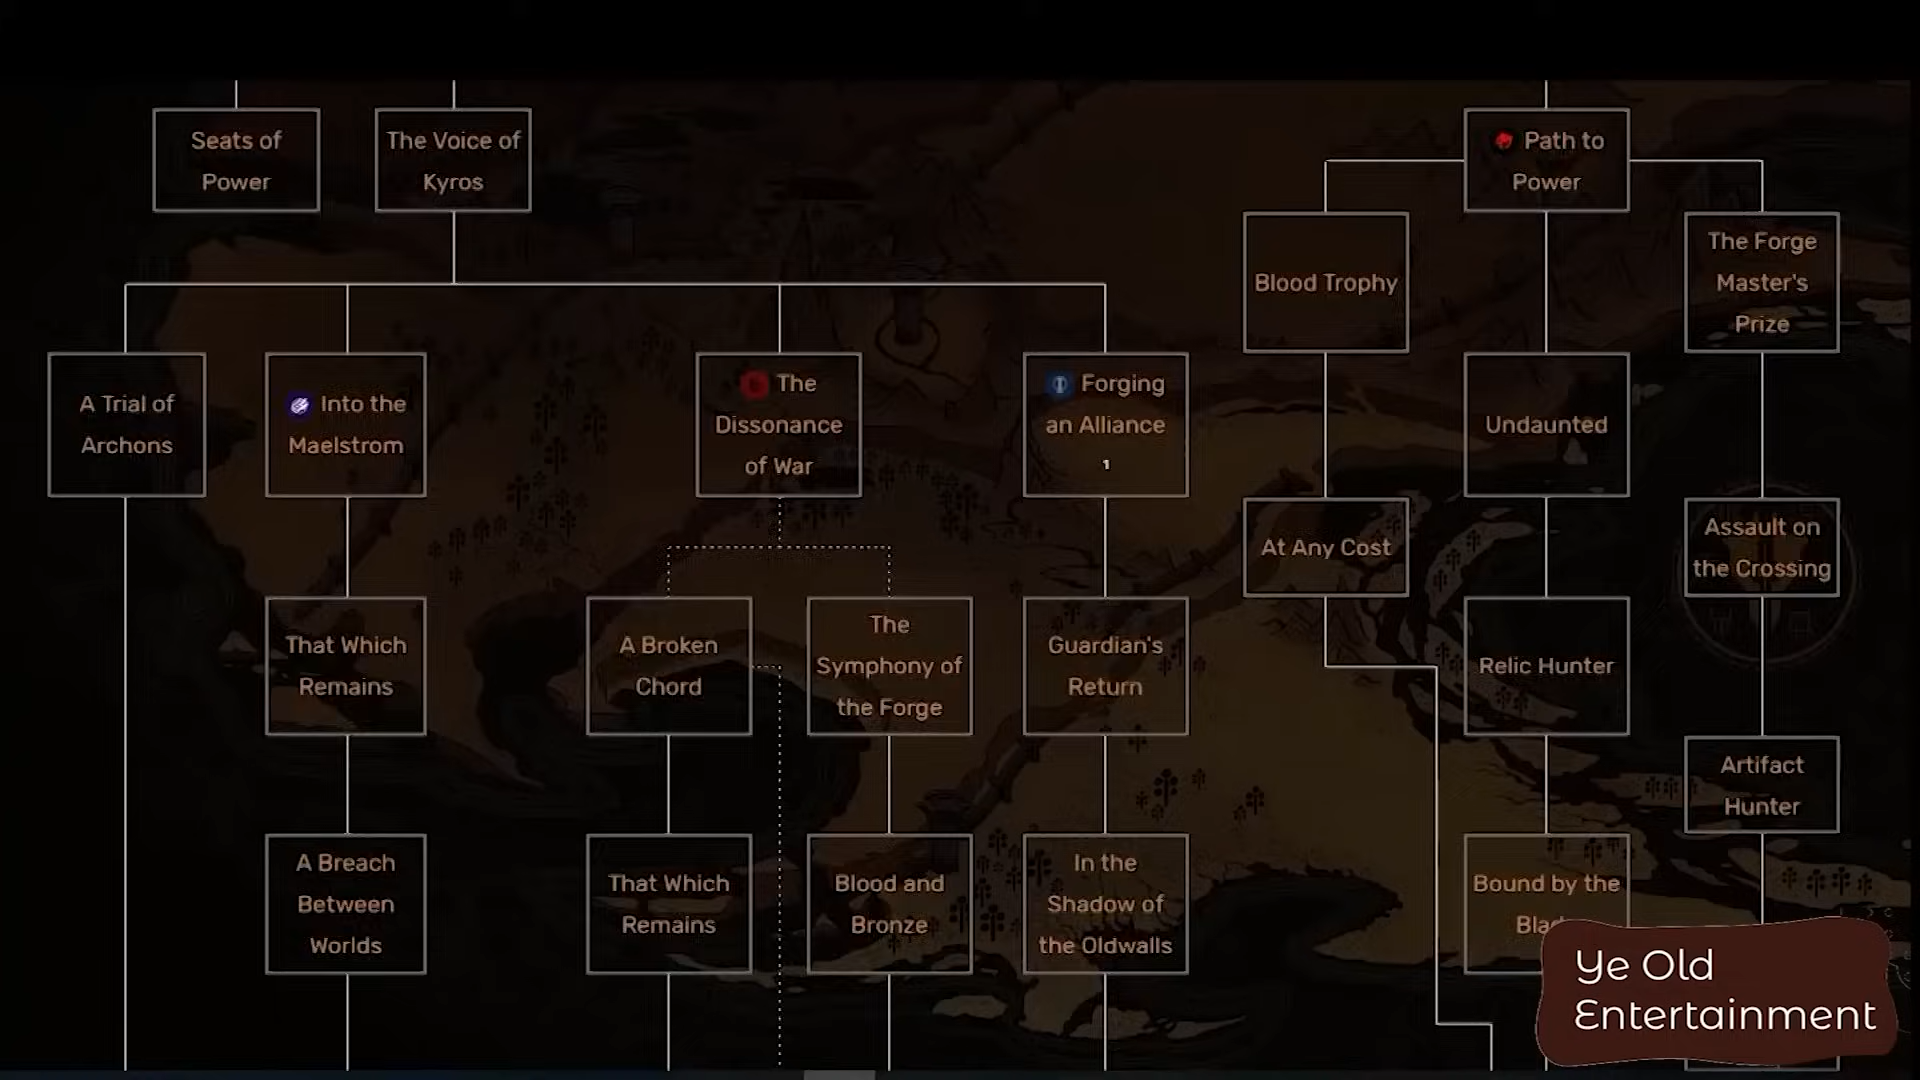 Seats of
Power
The Voice of
Kyros
Path to
Power
Blood Trophy
The Forge
Master's
Prize
A Trial of
Archons
Into the
Maelstrom
The
Dissonance
of War
Forging
an Alliance
1
Undaunted
At Any Cost
Assault on
the Crossing
That Which
Remains
A Broken
Chord
The
Symphony of
the Forge
Guardian's
Return
Relic Hunter
Artifact
Hunter
A Breach
Between
Worlds
That Which
Remains
Blood and
Bronze
In the
Shadow of
the Oldwalls
Bound by the
Ye Old
Entertainment